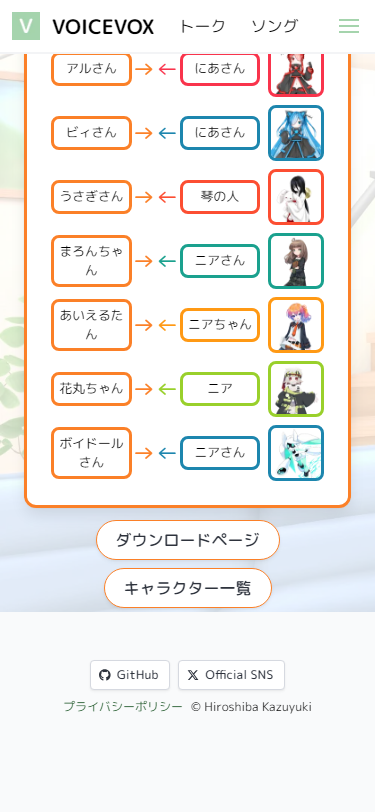 V VOICEVOX トーク ソング
アルさん にあさん
ビィさん にあさん
うさぎさん 琴の人
まろんちゃ
ん
ニアさん
あいえるた
ん
ニアちゃん
花丸ちゃん ニア
ボイドール
さん
ニアさん
ダウンロードページ
キャラクター一覧
GitHub Official SNS
プライバシーポリシー © Hiroshiba Kazuyuki